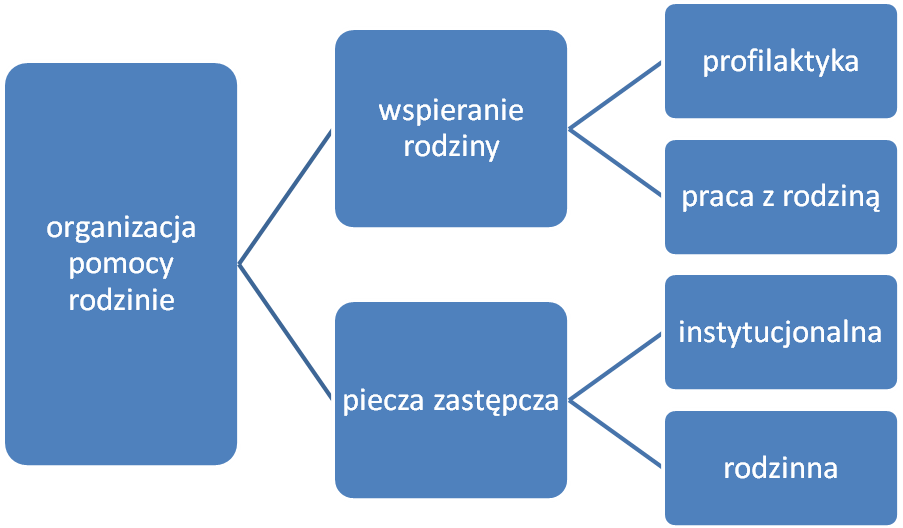 organizacja
pomocy
rodzinie
wspieranie
rodziny
profilaktyka
praca z rodziną
piecza zastępcza
instytucjonalna
rodzinna